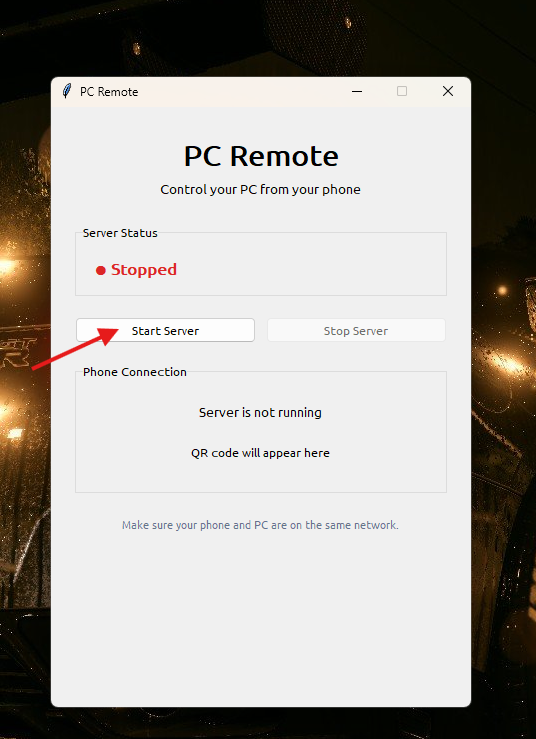 PC Remote
PC Remote
Control your PC from your phone
Server Status
Stopped
Start Server
Stop Server
Phone Connection
Server is not running
QR code will appear here
Make sure your phone and PC are on the same network.